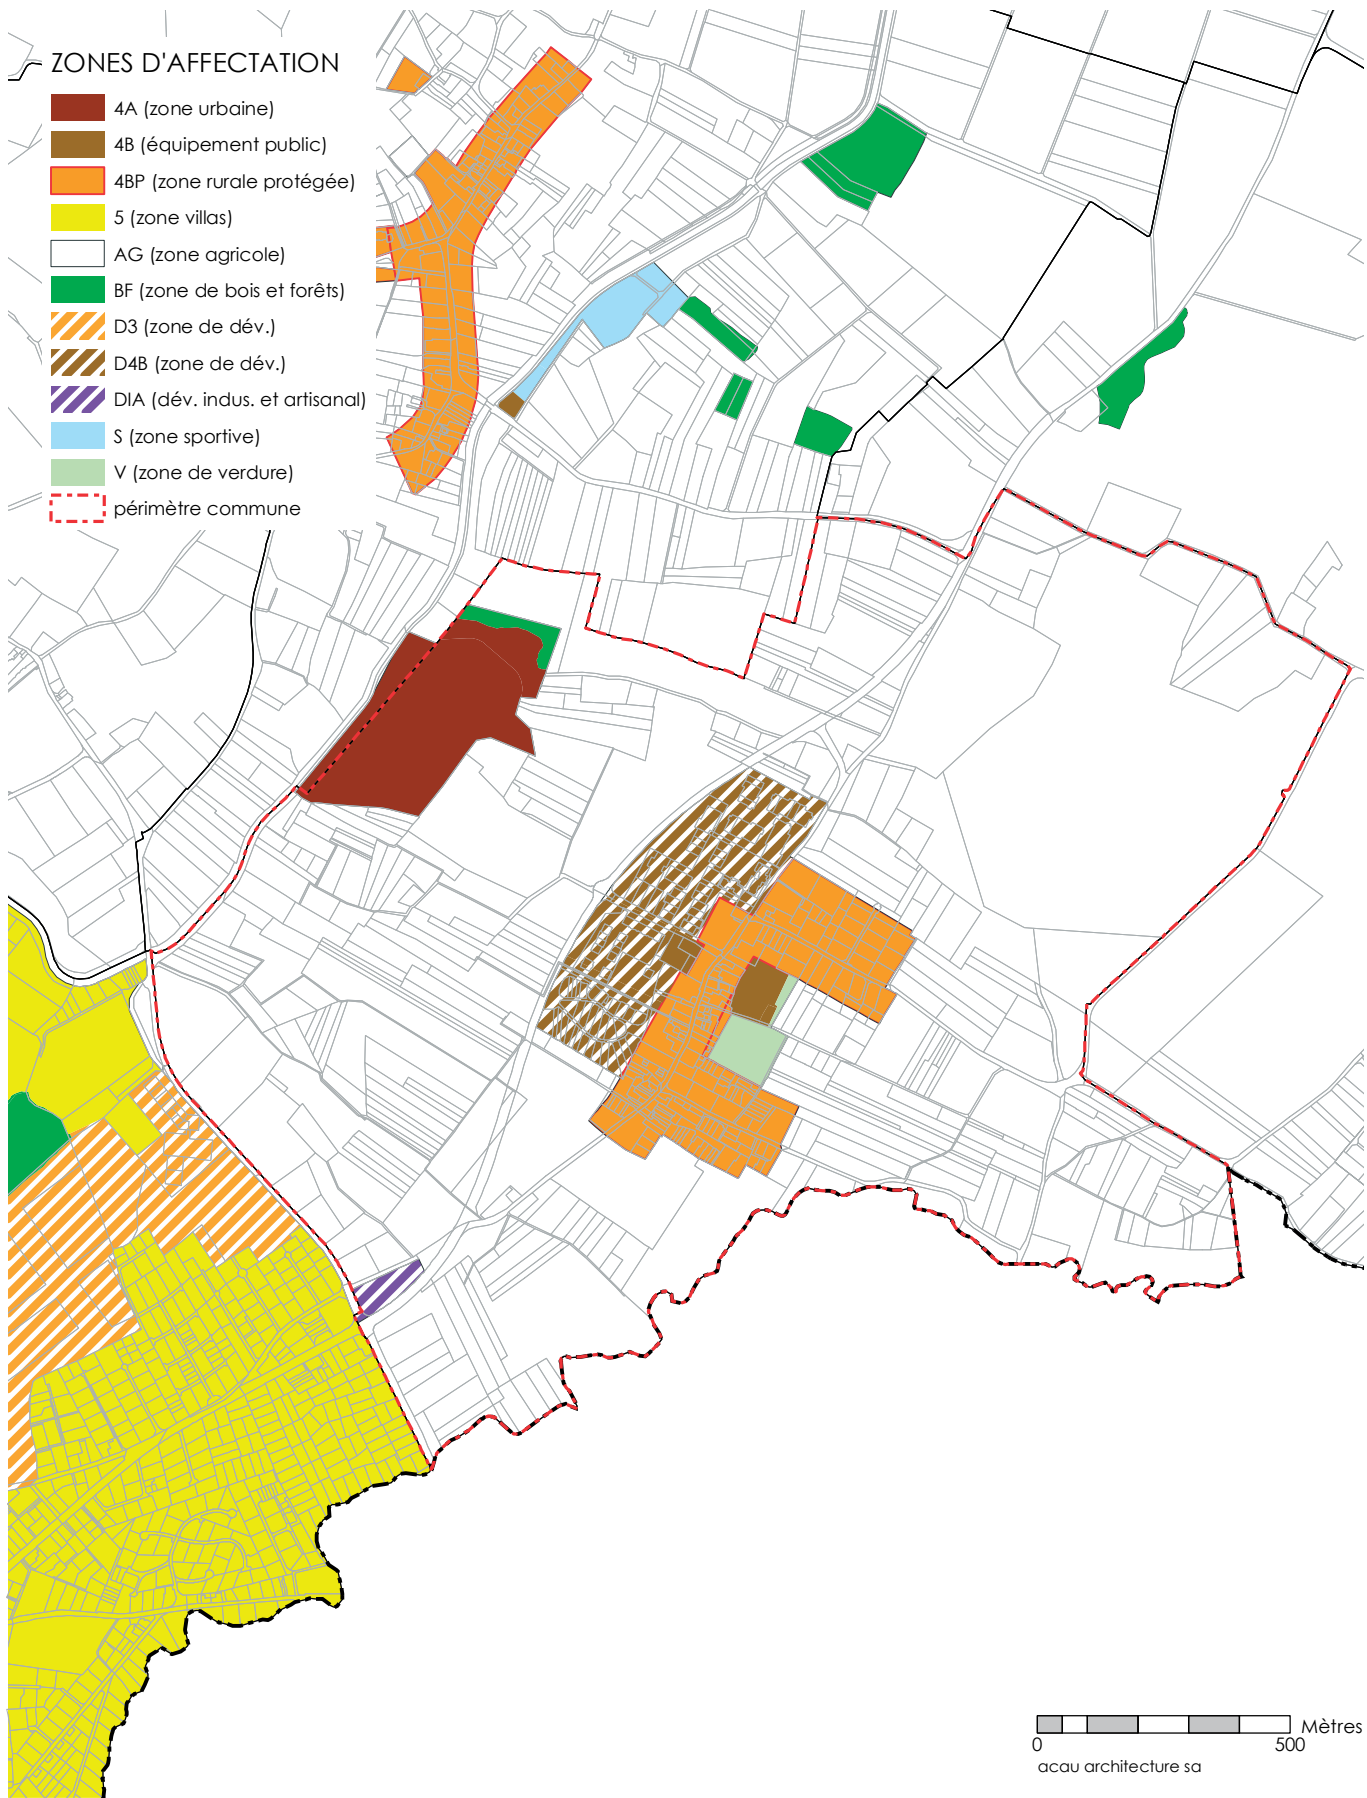 ZONES D'AFFECTATION
4A (zone urbaine)
4B (équipement public)
4BP (zone rurale protégée)
5 (zone villas)
AG (zone agricole)
BF (zone de bois et forêts)
D3 (zone de dév.)
D4B (zone de dév.)
DIA (dév. indus. et artisanal)
S (zone sportive)
V (zone de verdure)
périmètre commune
Mètres
0 500
acau architecture sa